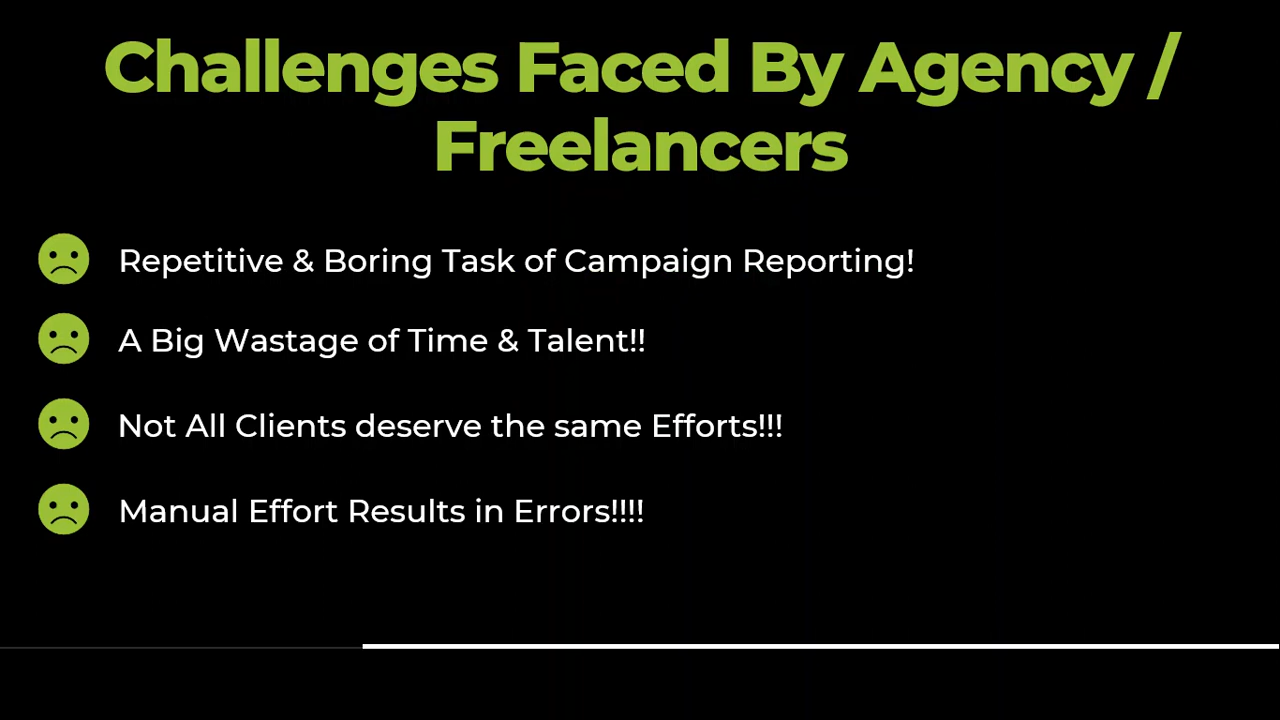 Challenges Faced By Agency /
Freelancers
Repetitive & Boring Task of Campaign Reporting!
A Big Wastage of Time & Talent!!
Not All Clients deserve the same Efforts!!!
Manual Effort Results in Errors!!!!